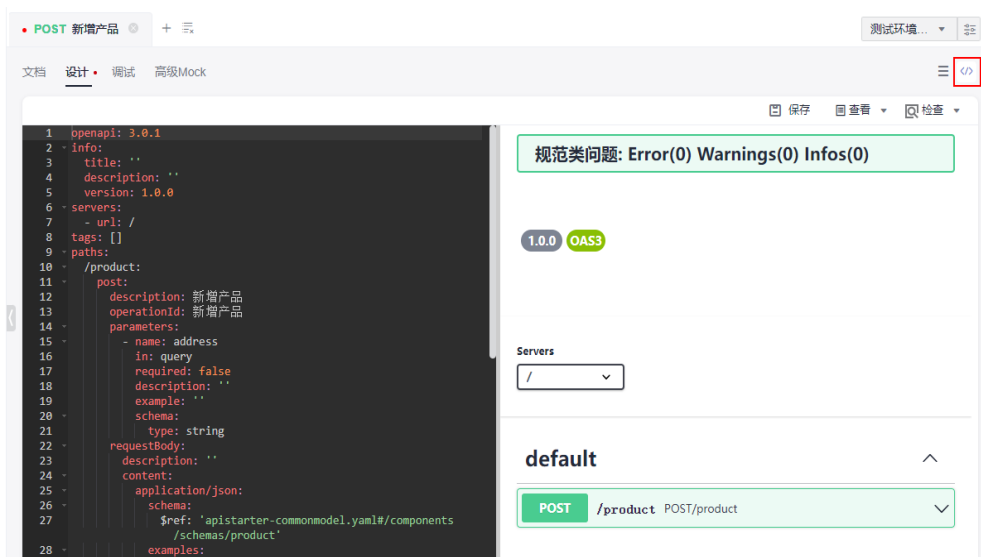 POST 新增产品
测试环境...
文档 设计 调试 高级Mock
保存 查看 检查
1 openapi: 3.0.1
2 info:
3 title: ''
4 description: ''
5 version: 1.0.0
6 servers:
7 - url: /
8 tags: []
9 paths:
10 /product:
11 post:
12 description: 新增产品
13 operationId: 新增产品
14 parameters:
15 - name: address
16 in: query
17 required: false
18 description: ''
19 example: ''
20 schema:
21 type: string
22 requestBody:
23 description: ''
24 content:
25 application/json:
26 schema:
27 $ref: 'apistarter-commonmodel.yaml#/components
/schemas/product'
28 examples:
规范类问题: Error(0) Warnings(0) Infos(0)
1.0.0 OAS3
Servers
/
default
POST /product POST/product